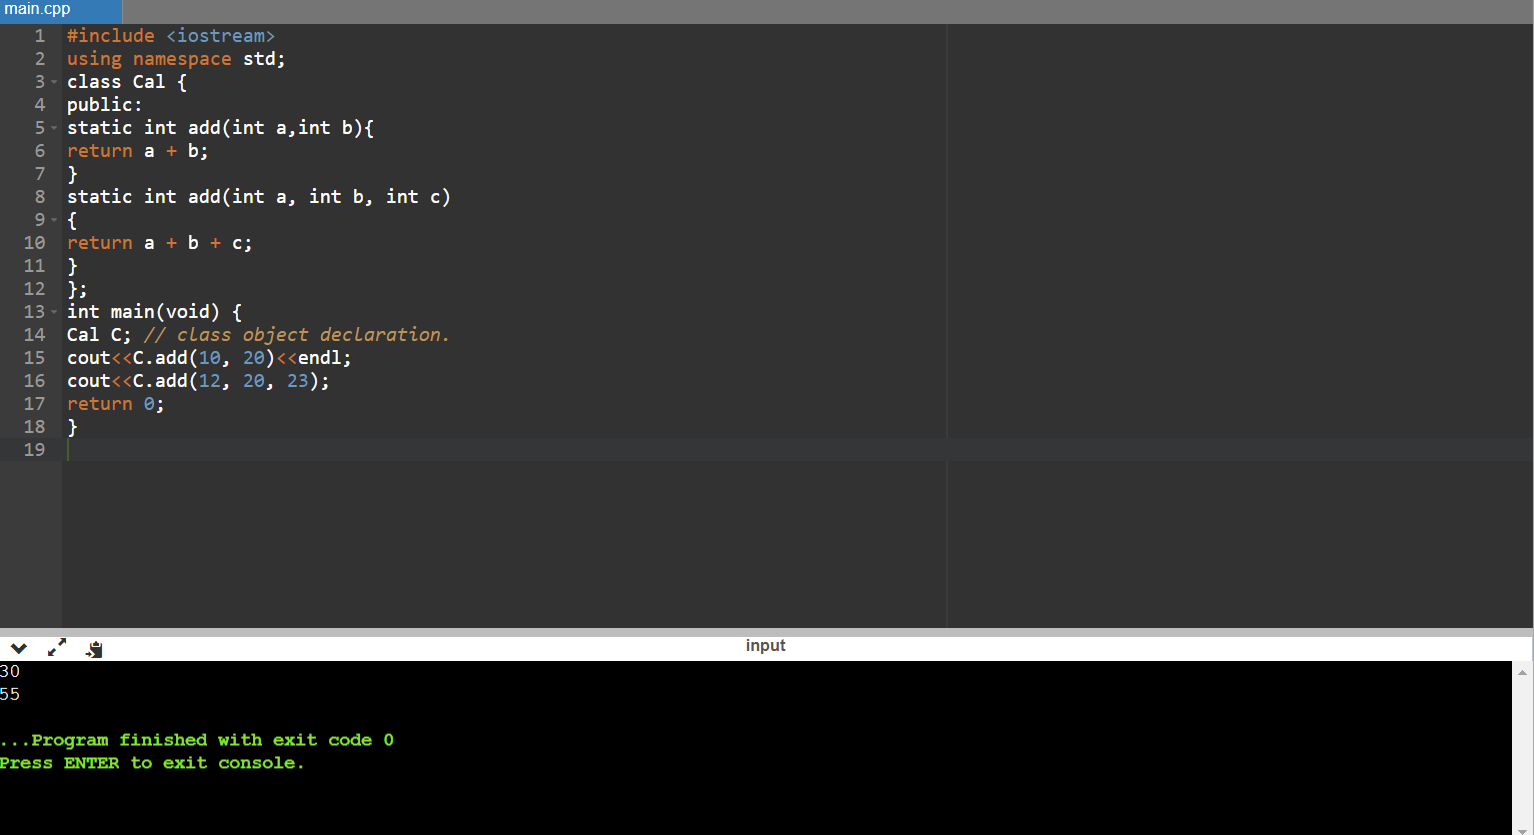 main.cpp
1 #include <iostream>
2 using namespace std;
3 class Cal {
4 public:
5 static int add(int a,int b){
6 return a + b;
7 }
8 static int add(int a, int b, int c)
9 {
10 return a + b + c;
11 }
12 };
13 int main(void) {
14 Cal C; // class object declaration.
15 cout<<C.add(10, 20)<<endl;
16 cout<<C.add(12, 20, 23);
17 return 0;
18 }
19
input
30
55
...Program finished with exit code 0
Press ENTER to exit console.